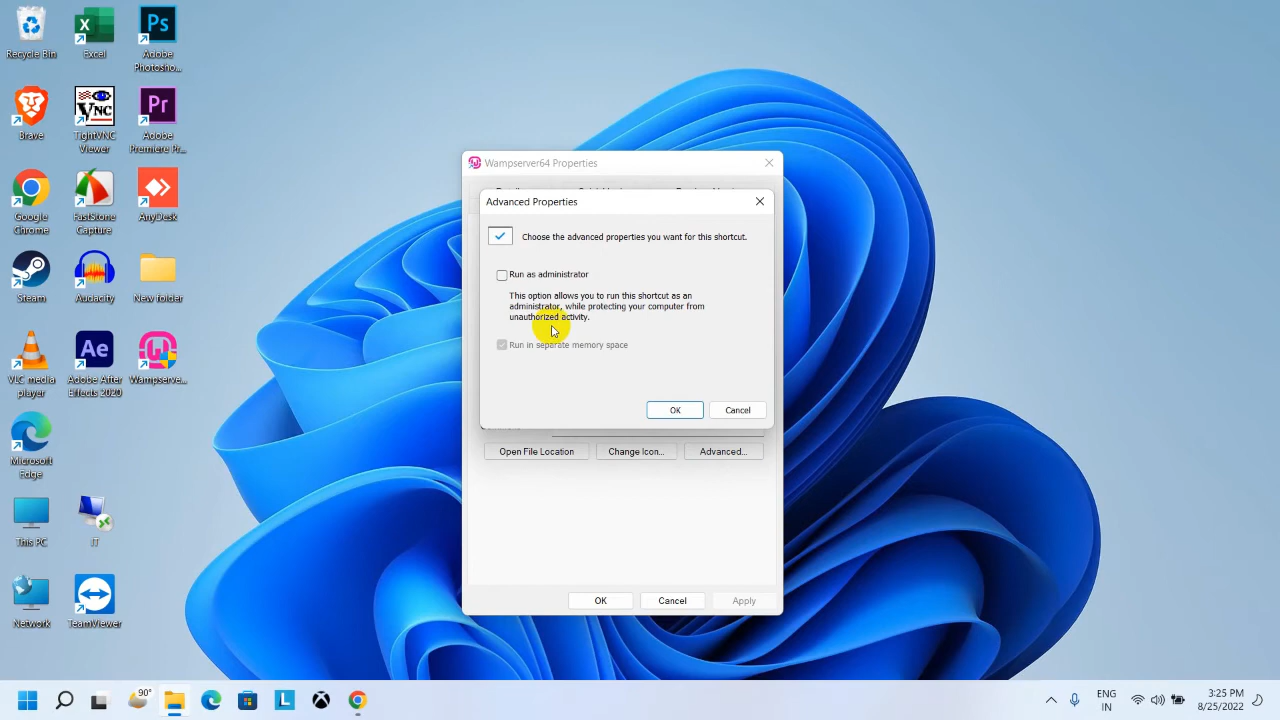 Recycle Bin
Excel
Adobe
Photosho...
Brave
TightVNC
Viewer
Adobe
Premiere Pr...
Google
Chrome
FastStone
Capture
AnyDesk
Steam
Audacity
New folder
VLC media
player
Adobe After
Effects 2020
Wampserve...
Microsoft
Edge
This PC
IT
Network
TeamViewer
Wampserver64 Properties
Advanced Properties
Choose the advanced properties you want for this shortcut.
Run as administrator
This option allows you to run this shortcut as an
administrator, while protecting your computer from
unauthorized activity.
Run in separate memory space
OK
Cancel
Open File Location
Change Icon...
Advanced...
OK
Cancel
Apply
90°
ENG
IN
3:25 PM
8/25/2022